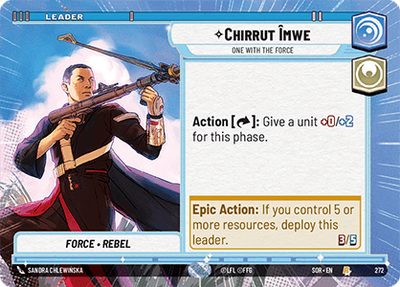 LEADER
✧CHIRRUT ÎMWE
ONE WITH THE FORCE
Action [↷]: Give a unit +0/+2
for this phase.
Epic Action: If you control 5 or
more resources, deploy this
leader.
3/5
FORCE • REBEL
SANDRA CHLEWINSKA
©LFL ©FFG
SOR • EN
272